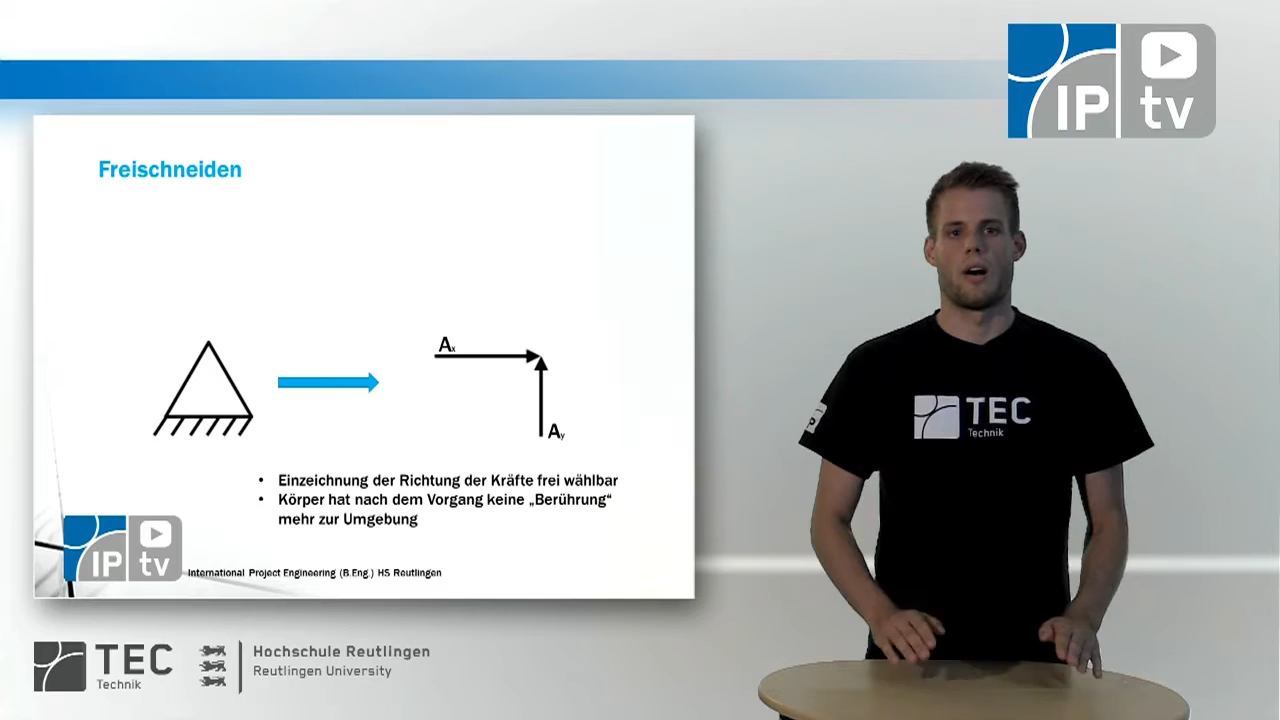 IP
tv
Freischneiden
Ax
Ay
• Einzeichnung der Richtung der Kräfte frei wählbar
• Körper hat nach dem Vorgang keine „Berührung“
mehr zur Umgebung
IP
tv
International Project Engineering (B.Eng.) HS Reutlingen
TEC
Technik
Hochschule Reutlingen
Reutlingen University
TEC
Technik